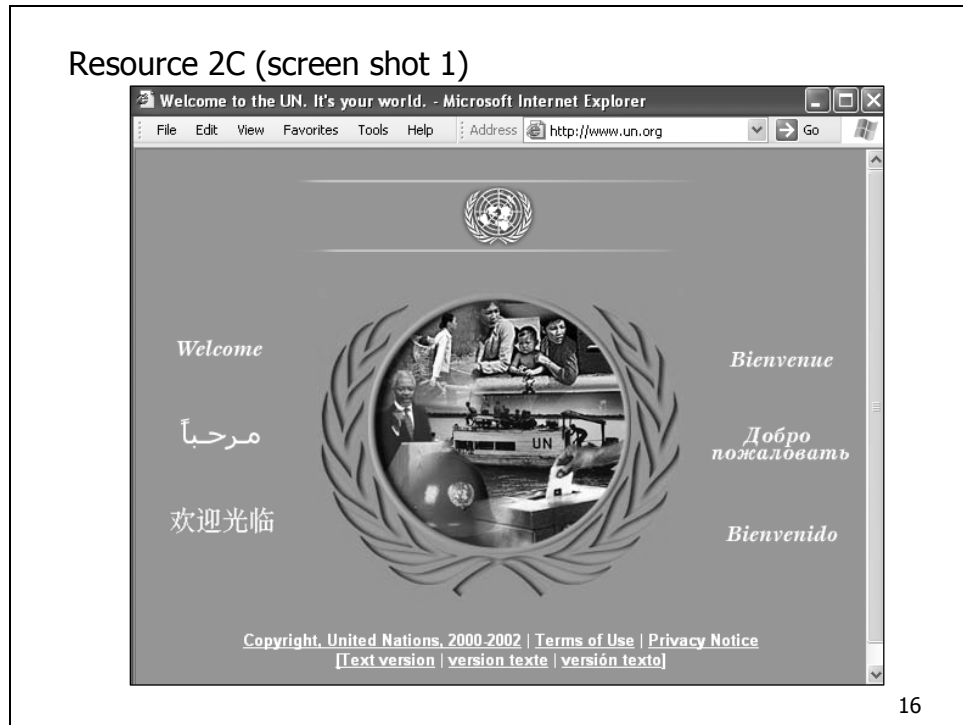 Resource 2C (screen shot 1)
Welcome to the UN. It's your world. - Microsoft Internet Explorer
File Edit View Favorites Tools Help Address http://www.un.org Go
Welcome
Bienvenue
مرحباً
Добро
пожаловать
欢迎光临
Bienvenido
UN
Copyright, United Nations, 2000-2002 | Terms of Use | Privacy Notice
[Text version | version texte | versión texto]
16